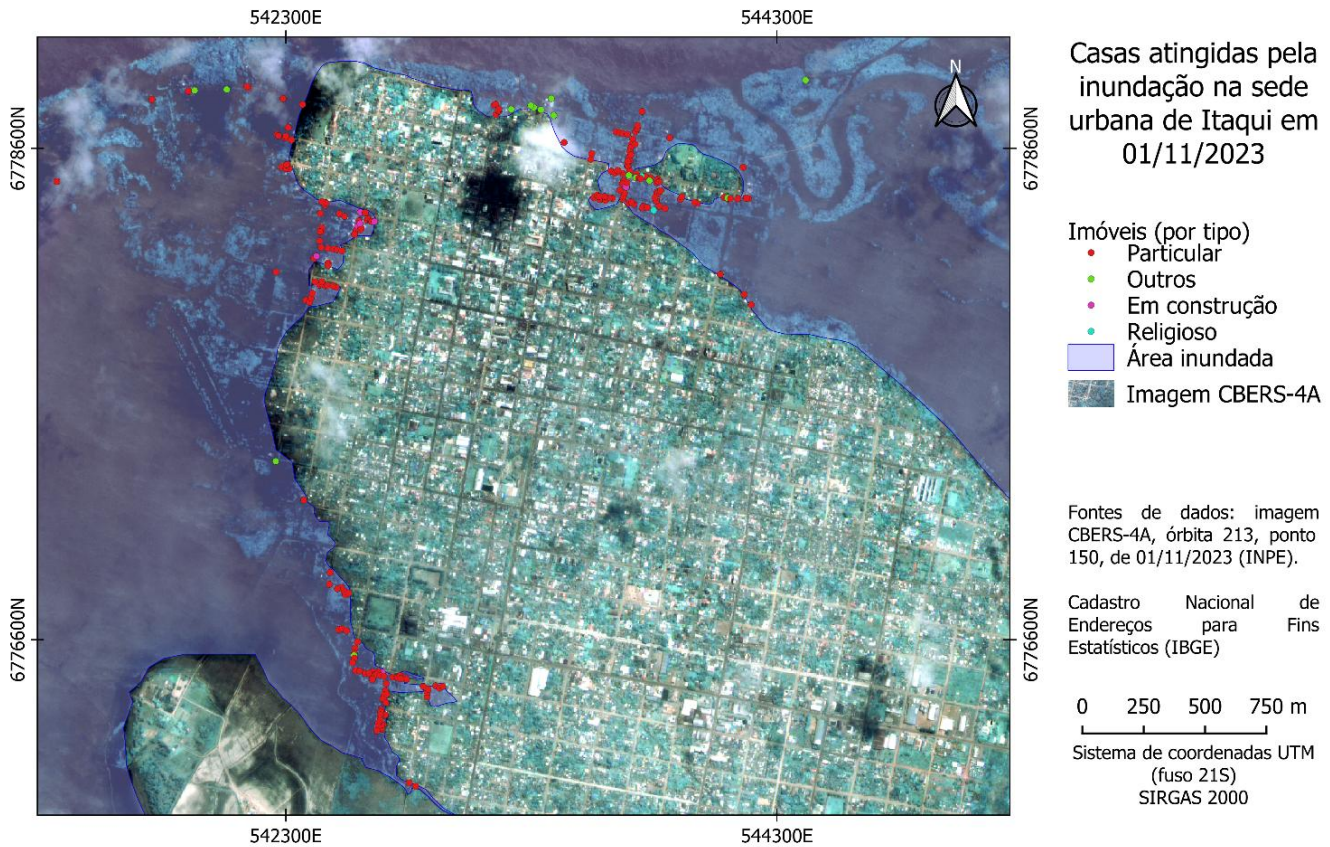 542300E
544300E
6778600N
6778600N
6776600N
6776600N
542300E
544300E
N
Casas atingidas pela
inundação na sede
urbana de Itaqui em
01/11/2023
Imóveis (por tipo)
Particular
Outros
Em construção
Religioso
Área inundada
Imagem CBERS-4A
Fontes de dados: imagem
CBERS-4A, órbita 213, ponto
150, de 01/11/2023 (INPE).
Cadastro Nacional de
Endereços para Fins
Estatísticos (IBGE)
0 250 500 750 m
Sistema de coordenadas UTM
(fuso 21S)
SIRGAS 2000